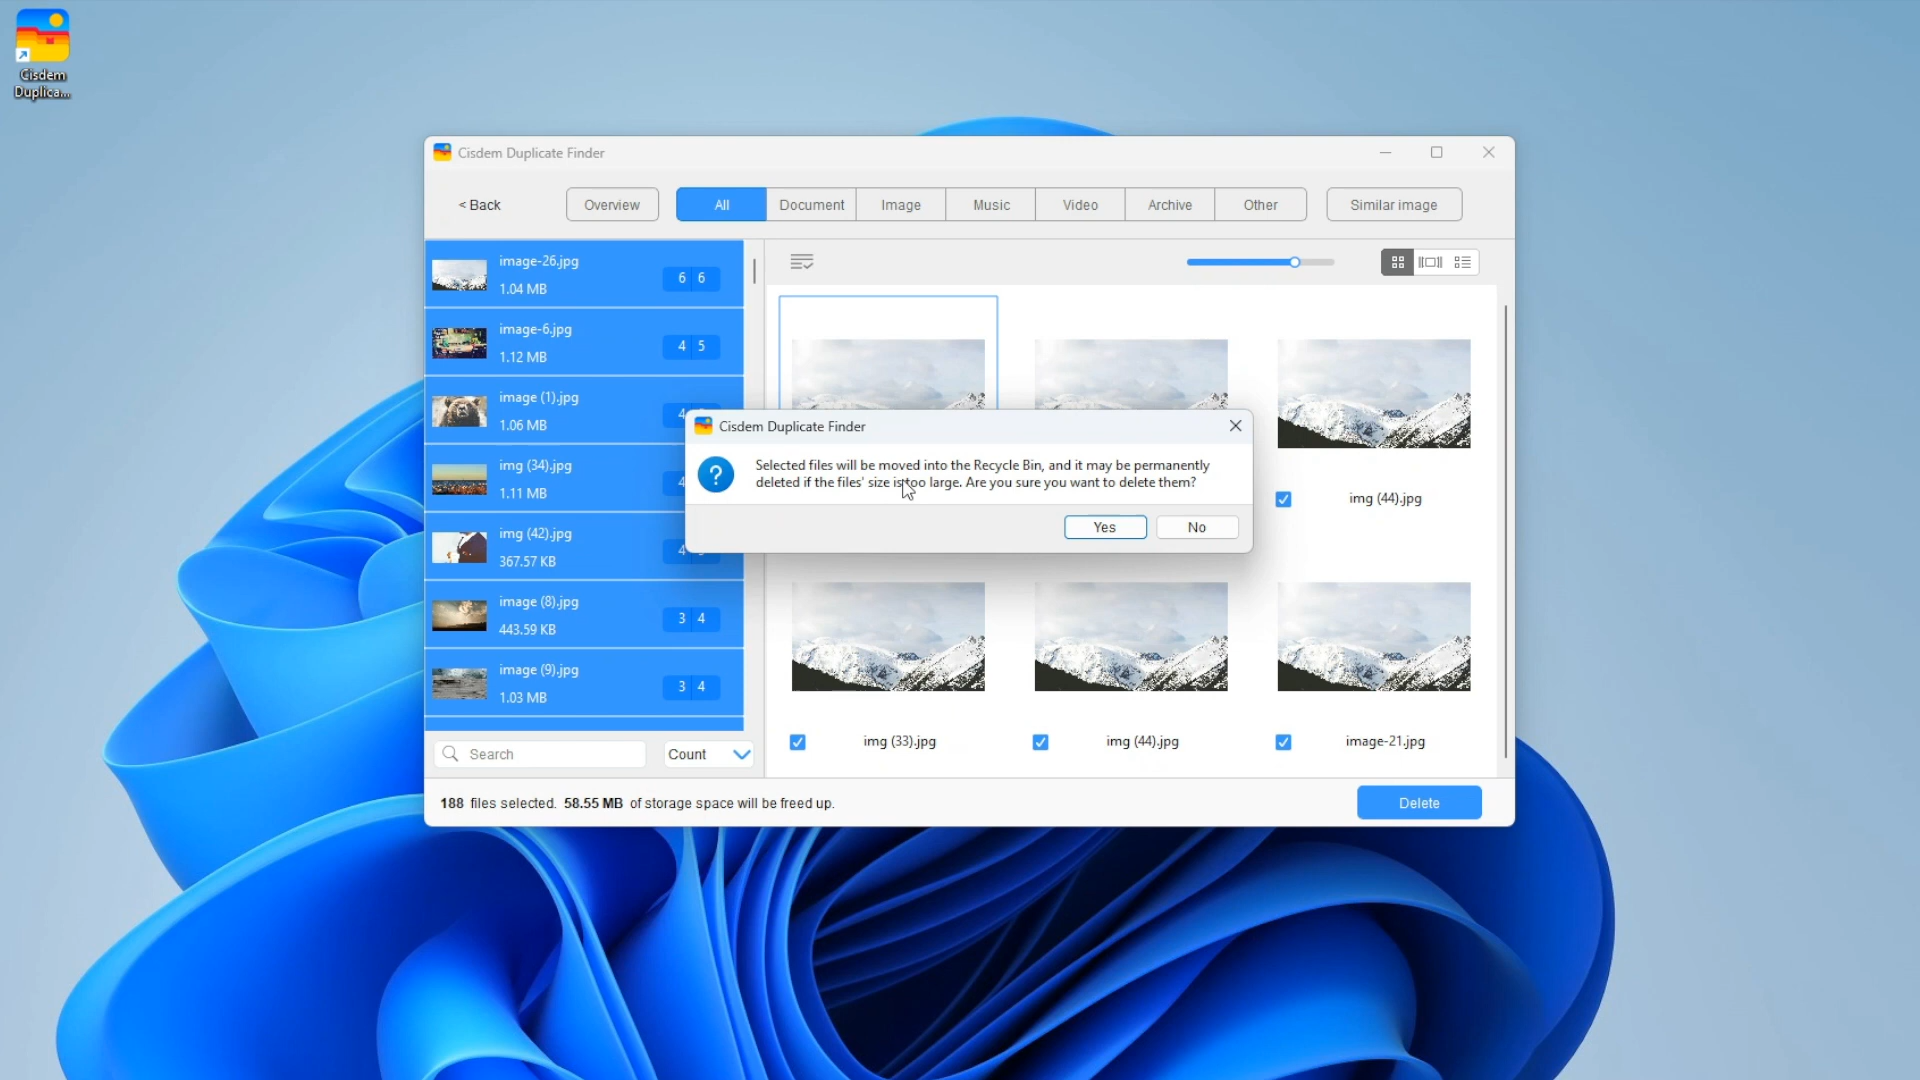 Cisdem
Duplica...
Cisdem Duplicate Finder
< Back
Overview
All
Document
Image
Music
Video
Archive
Other
Similar image
image-26.jpg
1.04 MB
6 6
image-6.jpg
1.12 MB
4 5
image (1).jpg
1.06 MB
4
img (34).jpg
1.11 MB
4
img (42).jpg
367.57 KB
4
image (8).jpg
443.59 KB
3 4
image (9).jpg
1.03 MB
3 4
Search
Count
Cisdem Duplicate Finder
Selected files will be moved into the Recycle Bin, and it may be permanently
deleted if the files' size is too large. Are you sure you want to delete them?
Yes
No
img (44).jpg
img (33).jpg
img (44).jpg
image-21.jpg
188 files selected. 58.55 MB of storage space will be freed up.
Delete